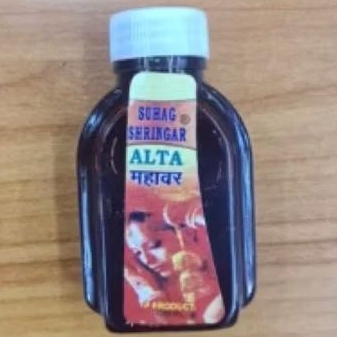 SUHAG ®
SHRINGAR
ALTA
महावर
PRODUCT